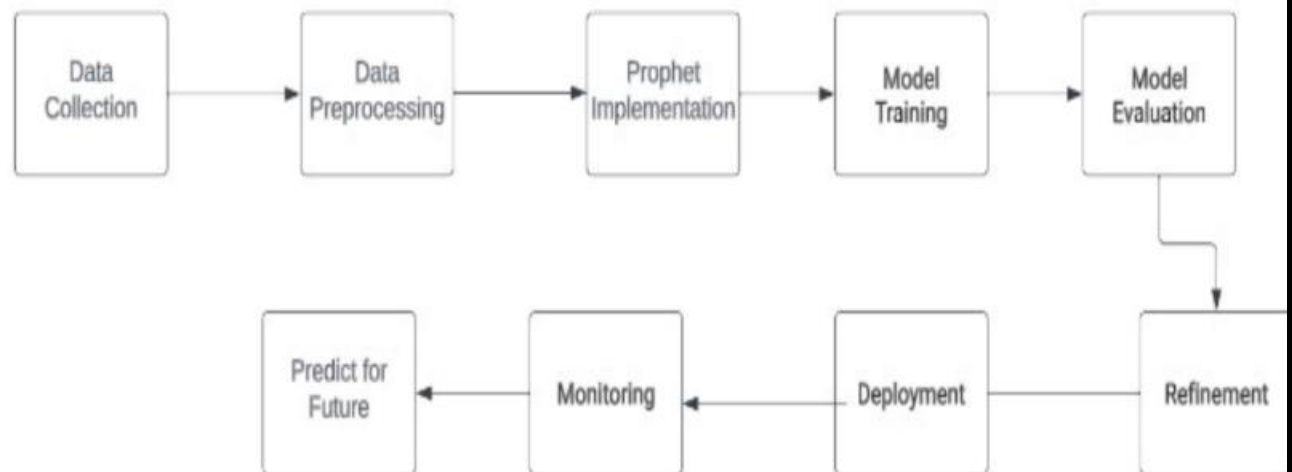 Data
Collection
Data
Preprocessing
Prophet
Implementation
Model
Training
Model
Evaluation
Predict for
Future
Monitoring
Deployment
Refinement